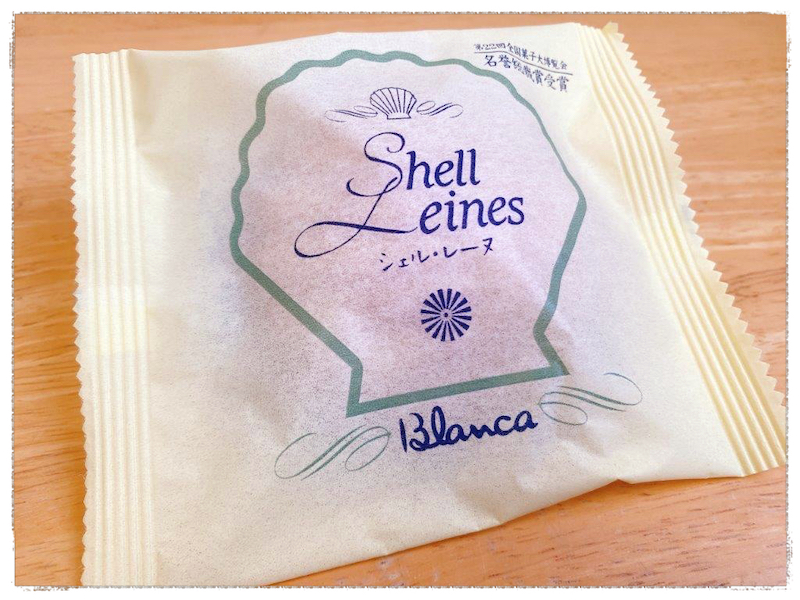 第22回 全国菓子大博覧会
名誉総裁賞受賞
Shell
Leines
シェル・レーヌ
Blanca